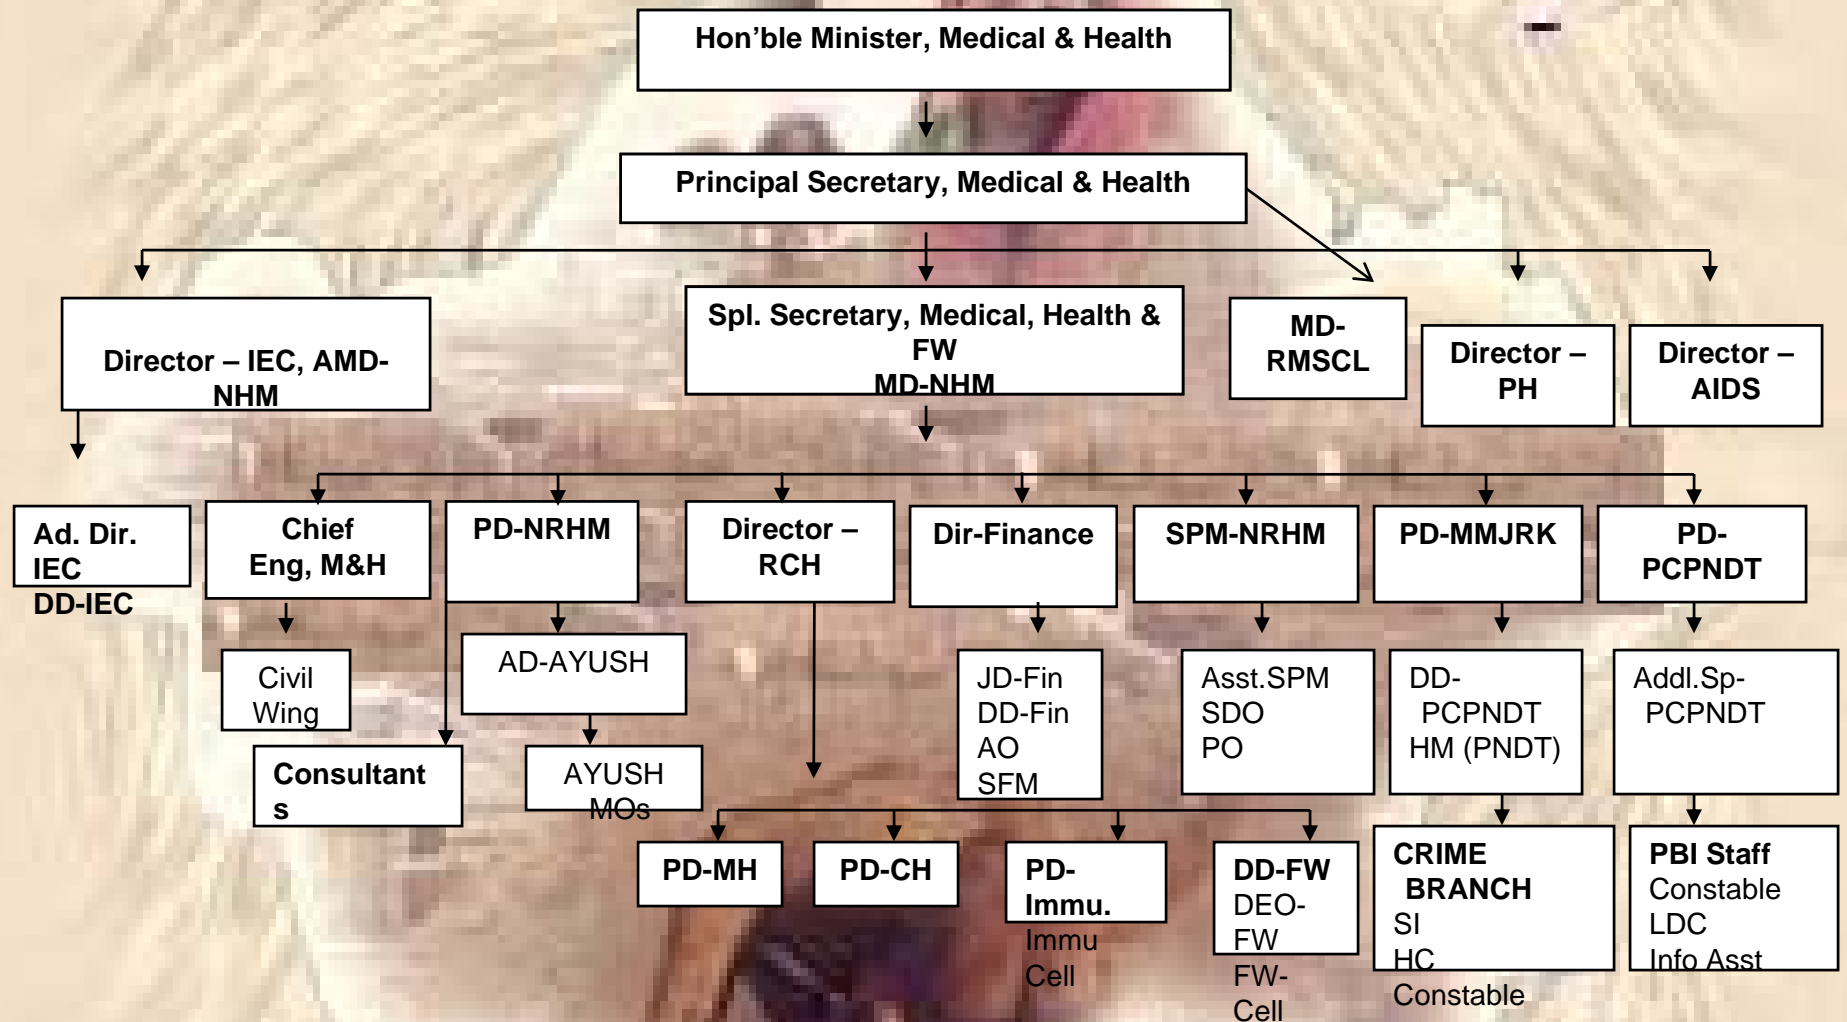 Hon’ble Minister, Medical & Health
Principal Secretary, Medical & Health
Director – IEC, AMD-
NHM
Spl. Secretary, Medical, Health &
FW
MD-NHM
MD-
RMSCL
Director –
PH
Director –
AIDS
Ad. Dir.
IEC
DD-IEC
Chief
Eng, M&H
PD-NRHM
Director –
RCH
Dir-Finance
SPM-NRHM
PD-MMJRK
PD-
PCPNDT
Civil
Wing
AD-AYUSH
JD-Fin
DD-Fin
AO
SFM
Asst.SPM
SDO
PO
DD-
PCPNDT
HM (PNDT)
Addl.Sp-
PCPNDT
Consultant
s
AYUSH
MOs
PD-MH
PD-CH
PD-
Immu.
Immu
Cell
DD-FW
DEO-
FW
FW-
Cell
CRIME
BRANCH
SI
HC
Constable
PBI Staff
Constable
LDC
Info Asst